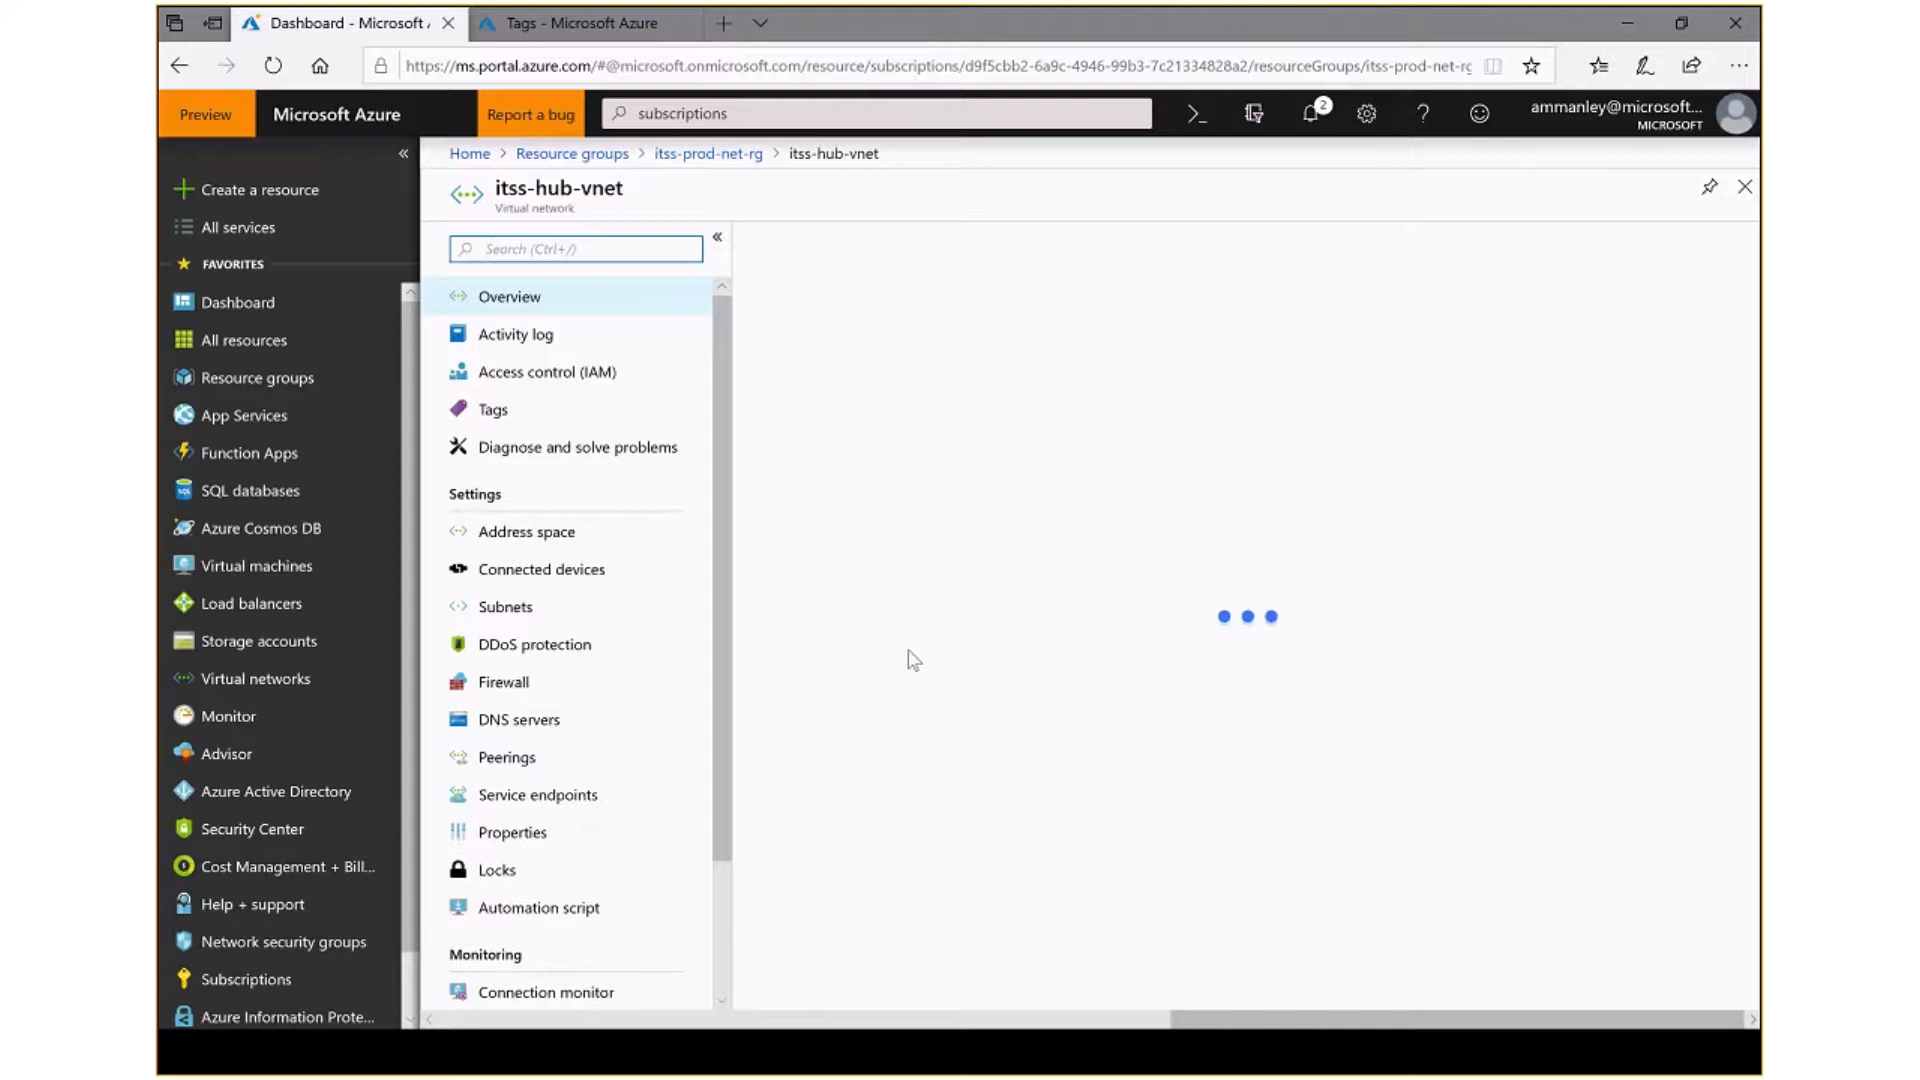 Dashboard - Microsoft
Tags - Microsoft Azure
https://ms.portal.azure.com/#@microsoft.onmicrosoft.com/resource/subscriptions/d9f5cbb2-6a9c-4946-99b3-7c21334828a2/resourceGroups/itss-prod-net-rg
Preview
Microsoft Azure
Report a bug
subscriptions
>_
2
?
ammanley@microsoft...
MICROSOFT
«
Home > Resource groups > itss-prod-net-rg > itss-hub-vnet
itss-hub-vnet
Virtual network
Create a resource
All services
FAVORITES
Dashboard
All resources
Resource groups
App Services
Function Apps
SQL databases
Azure Cosmos DB
Virtual machines
Load balancers
Storage accounts
Virtual networks
Monitor
Advisor
Azure Active Directory
Security Center
Cost Management + Bill...
Help + support
Network security groups
Subscriptions
Azure Information Prote...
Search (Ctrl+/)
«
Overview
Activity log
Access control (IAM)
Tags
Diagnose and solve problems
Settings
Address space
Connected devices
Subnets
DDoS protection
Firewall
DNS servers
Peerings
Service endpoints
Properties
Locks
Automation script
Monitoring
Connection monitor